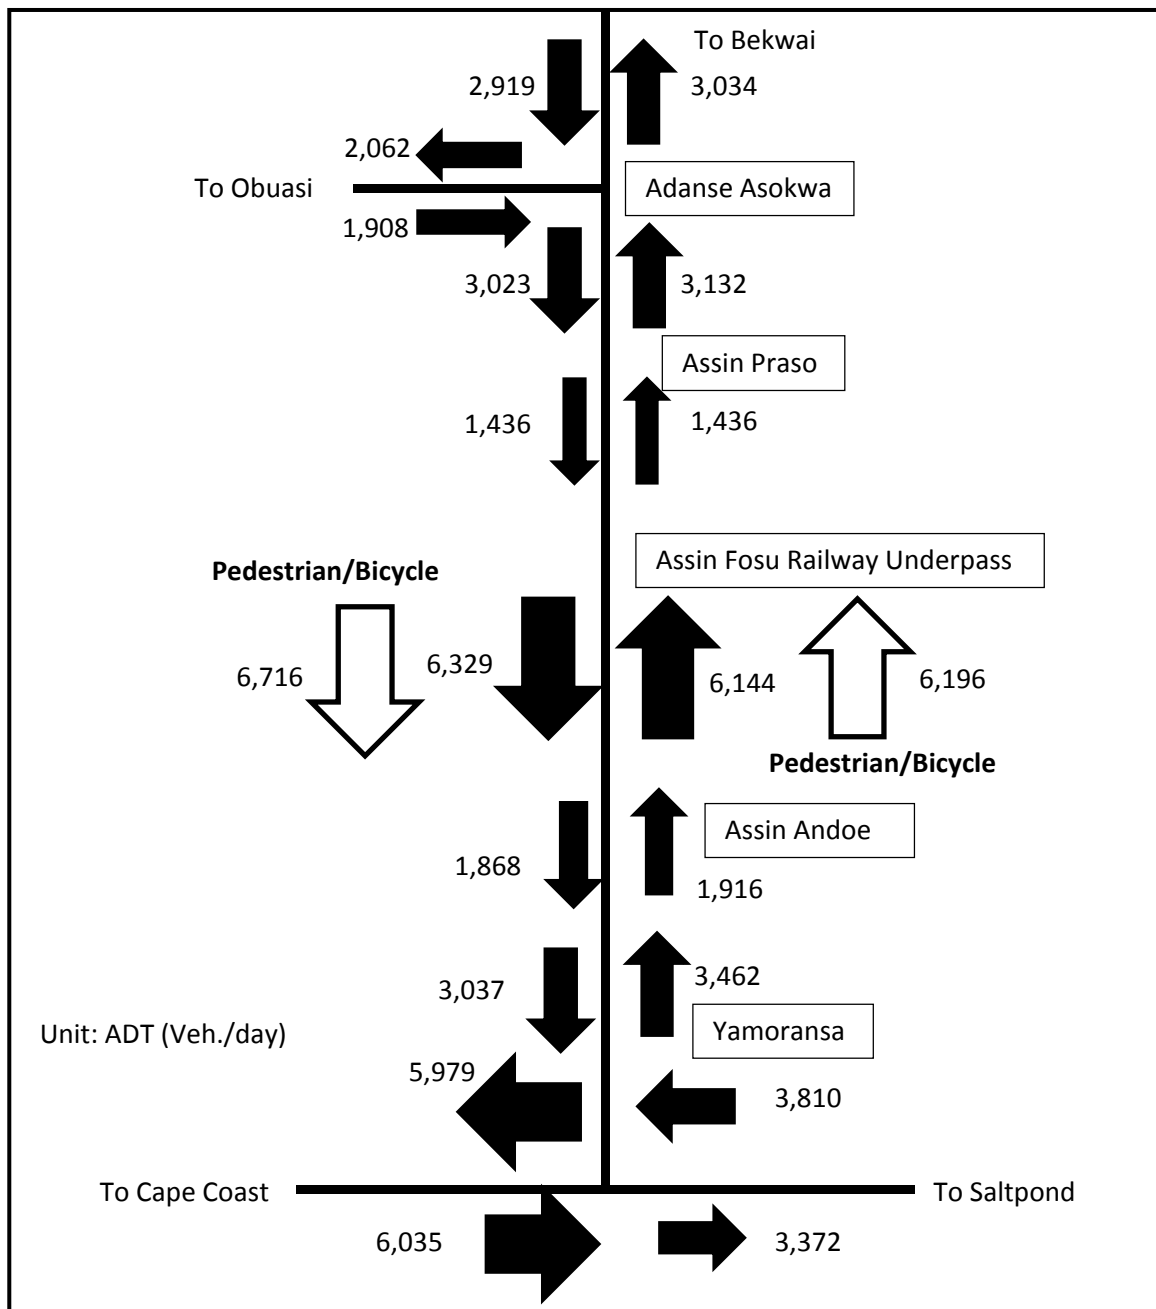 To Bekwai
2,919
3,034
2,062
To Obuasi
Adanse Asokwa
1,908
3,023
3,132
Assin Praso
1,436
1,436
Assin Fosu Railway Underpass
Pedestrian/Bicycle
6,716
6,329
6,144
6,196
Pedestrian/Bicycle
Assin Andoe
1,868
1,916
3,037
3,462
Unit: ADT (Veh./day)
Yamoransa
5,979
3,810
To Cape Coast
To Saltpond
6,035
3,372